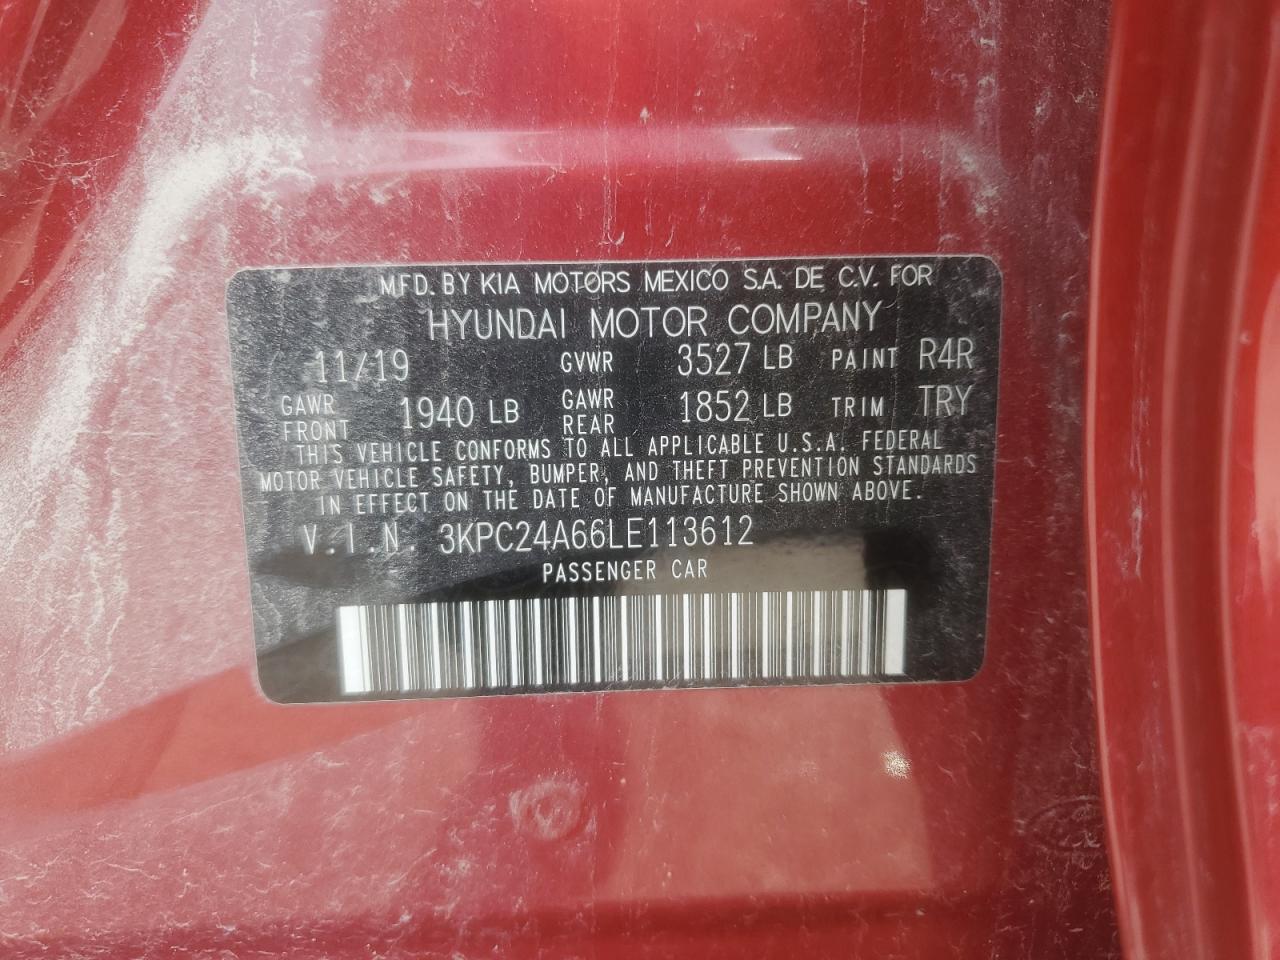 MFD. BY KIA MOTORS MEXICO S.A. DE C.V. FOR
HYUNDAI MOTOR COMPANY
11/19 GVWR 3527 LB PAINT R4R
GAWR FRONT 1940 LB GAWR REAR 1852 LB TRIM TRY
THIS VEHICLE CONFORMS TO ALL APPLICABLE U.S.A. FEDERAL
MOTOR VEHICLE SAFETY, BUMPER, AND THEFT PREVENTION STANDARDS
IN EFFECT ON THE DATE OF MANUFACTURE SHOWN ABOVE.
V.I.N. 3KPC24A66LE113612
PASSENGER CAR